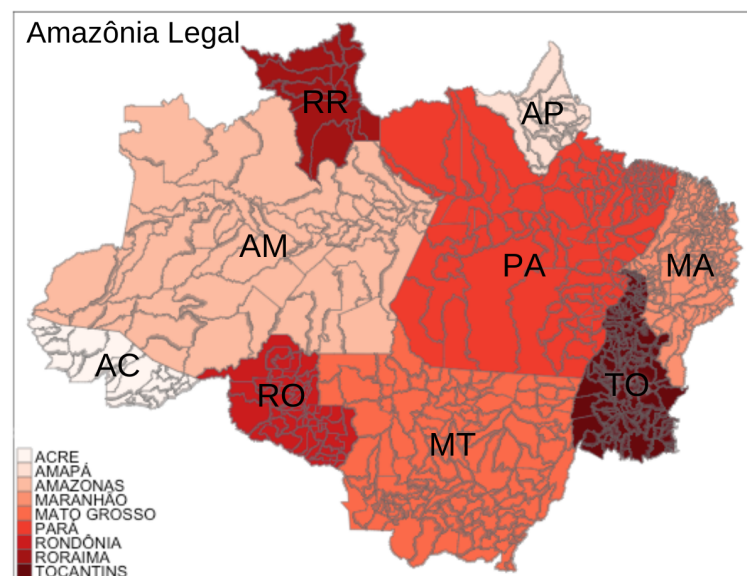 Amazônia Legal
RR
AP
AM
PA
MA
AC
RO
TO
MT
ACRE
AMAPÁ
AMAZONAS
MARANHÃO
MATO GROSSO
PARÁ
RONDÔNIA
RORAIMA
TOCANTINS